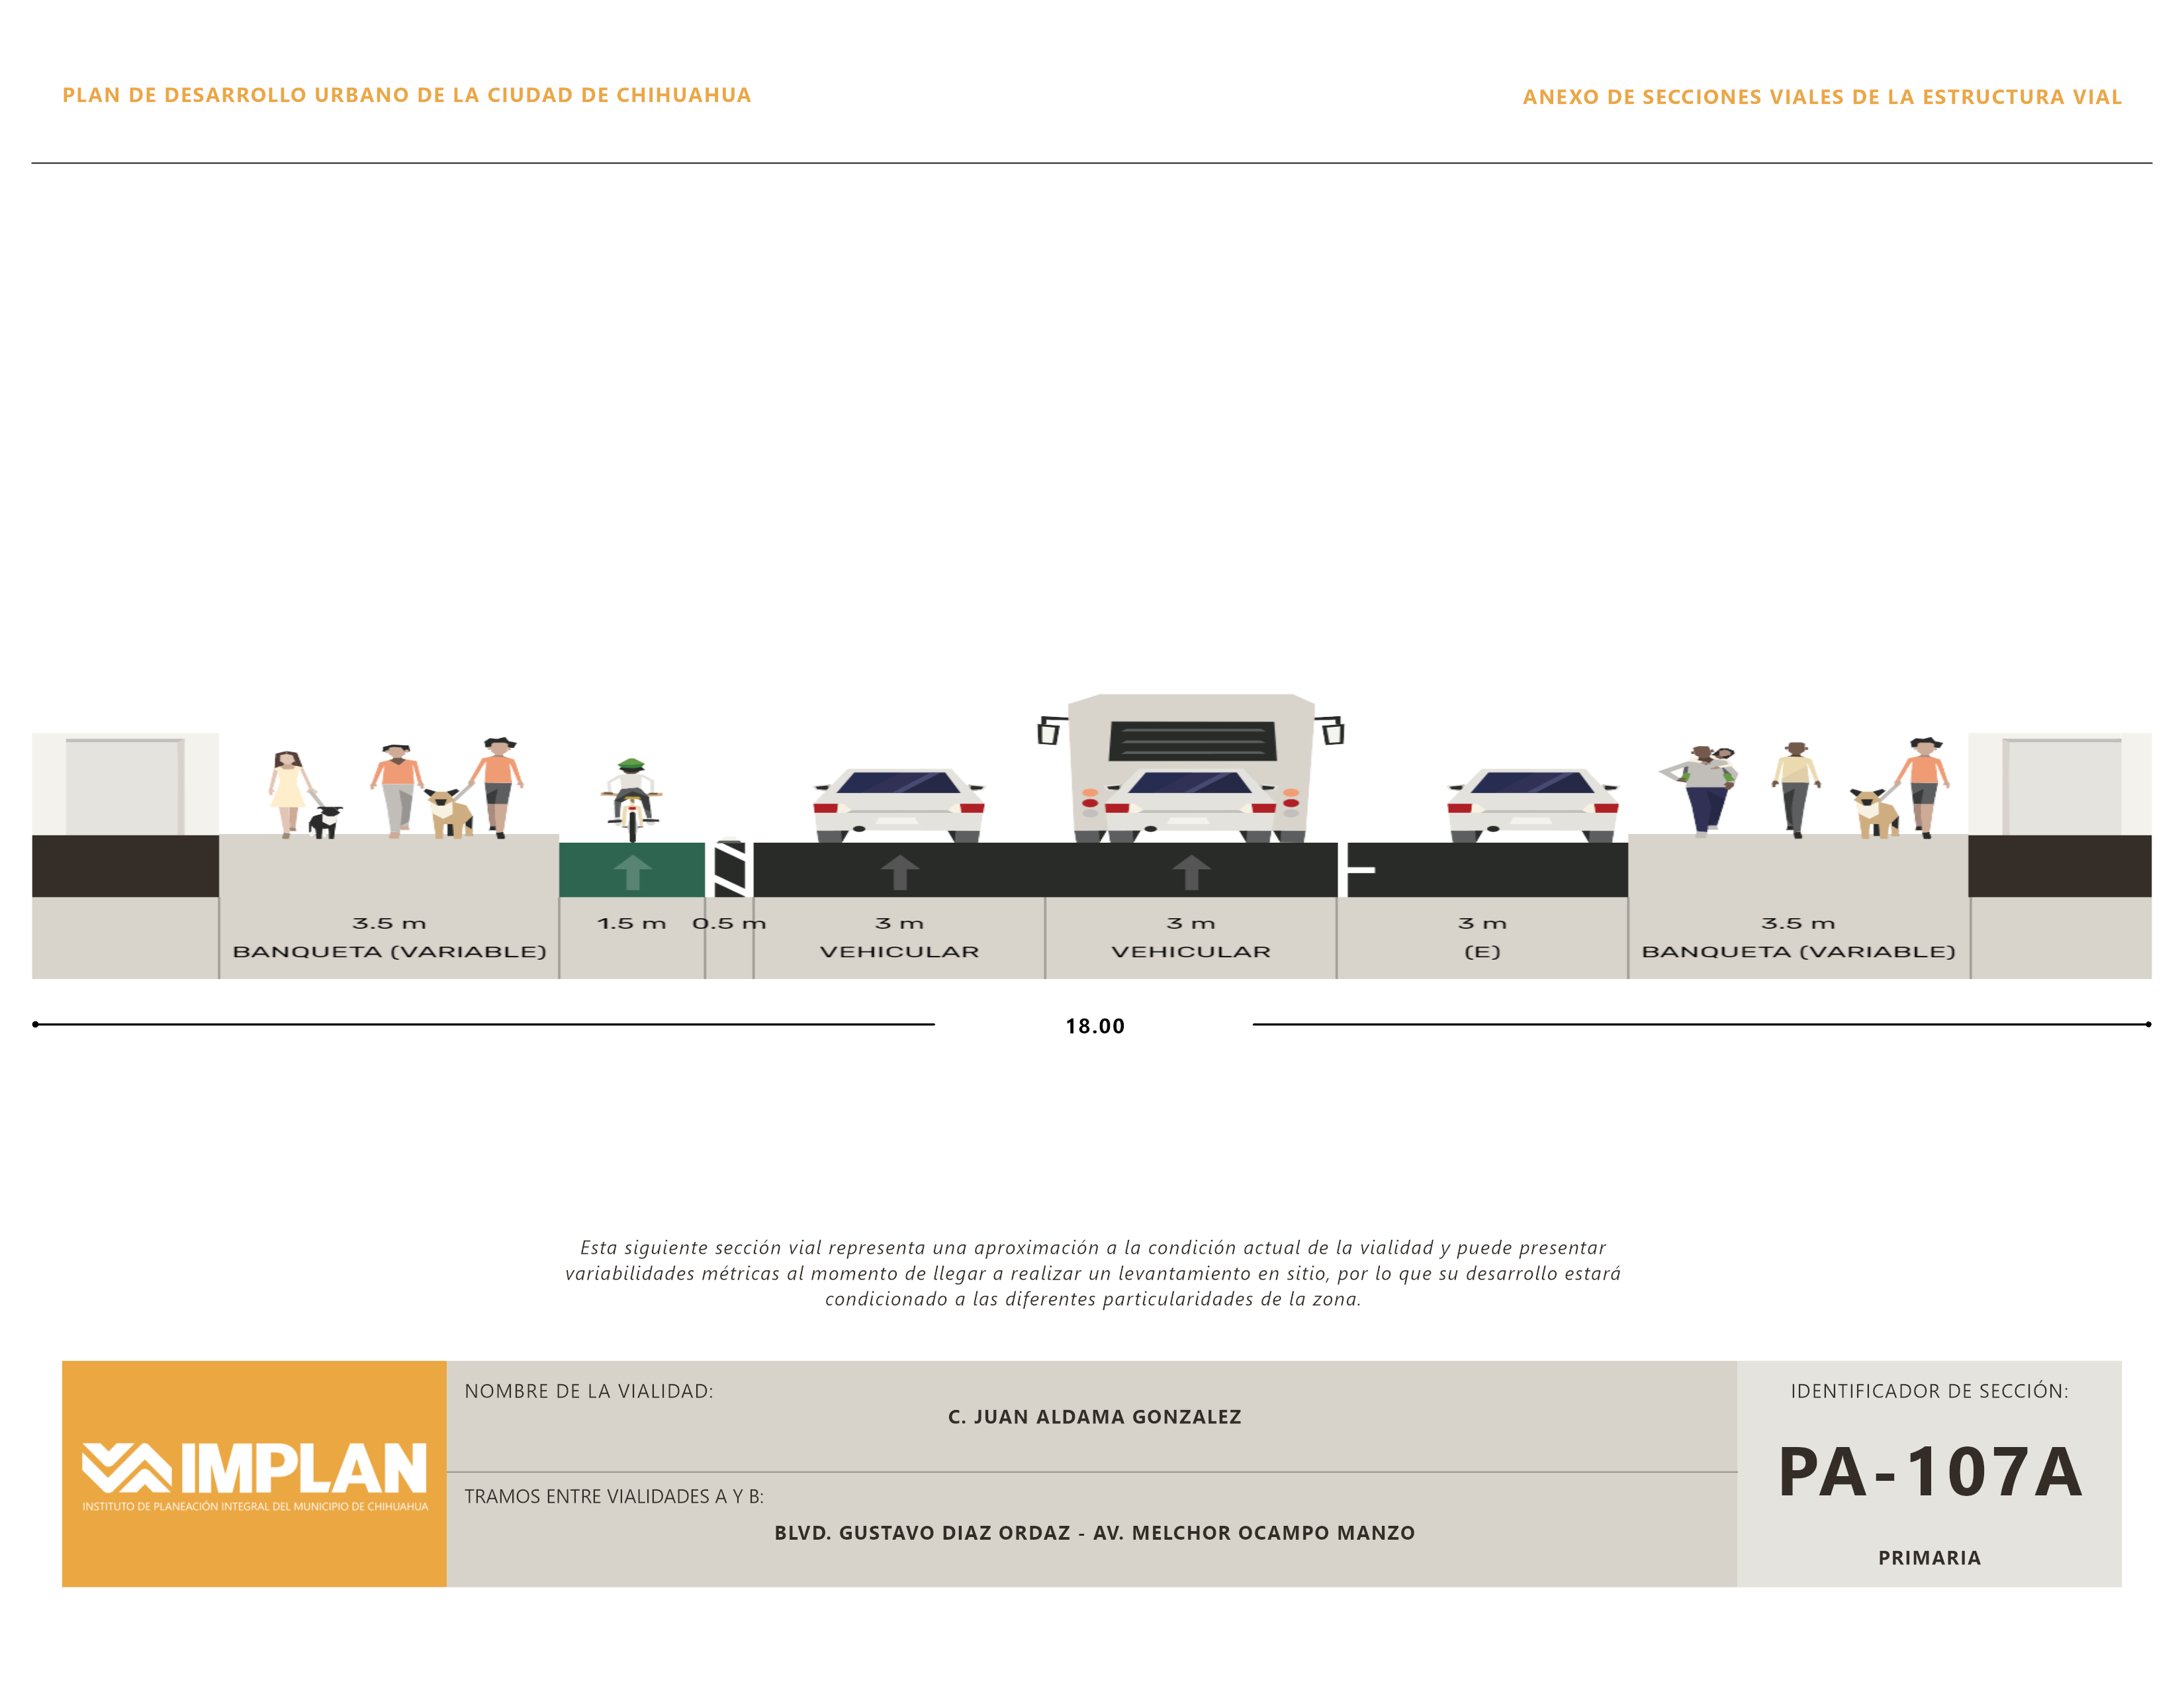 PLAN DE DESARROLLO URBANO DE LA CIUDAD DE CHIHUAHUA
ANEXO DE SECCIONES VIALES DE LA ESTRUCTURA VIAL
3.5 m 1.5 m 0.5 m 3 m 3 m 3 m 3.5 m
BANQUETA (VARIABLE) VEHICULAR VEHICULAR (E) BANQUETA (VARIABLE)
18.00
Esta siguiente sección vial representa una aproximación a la condición actual de la vialidad y puede presentar
variabilidades métricas al momento de llegar a realizar un levantamiento en sitio, por lo que su desarrollo estará
condicionado a las diferentes particularidades de la zona.
IMPLAN
INSTITUTO DE PLANEACIÓN INTEGRAL DEL MUNICIPIO DE CHIHUAHUA
NOMBRE DE LA VIALIDAD:
C. JUAN ALDAMA GONZALEZ
TRAMOS ENTRE VIALIDADES A Y B:
BLVD. GUSTAVO DIAZ ORDAZ - AV. MELCHOR OCAMPO MANZO
IDENTIFICADOR DE SECCIÓN:
PA-107A
PRIMARIA